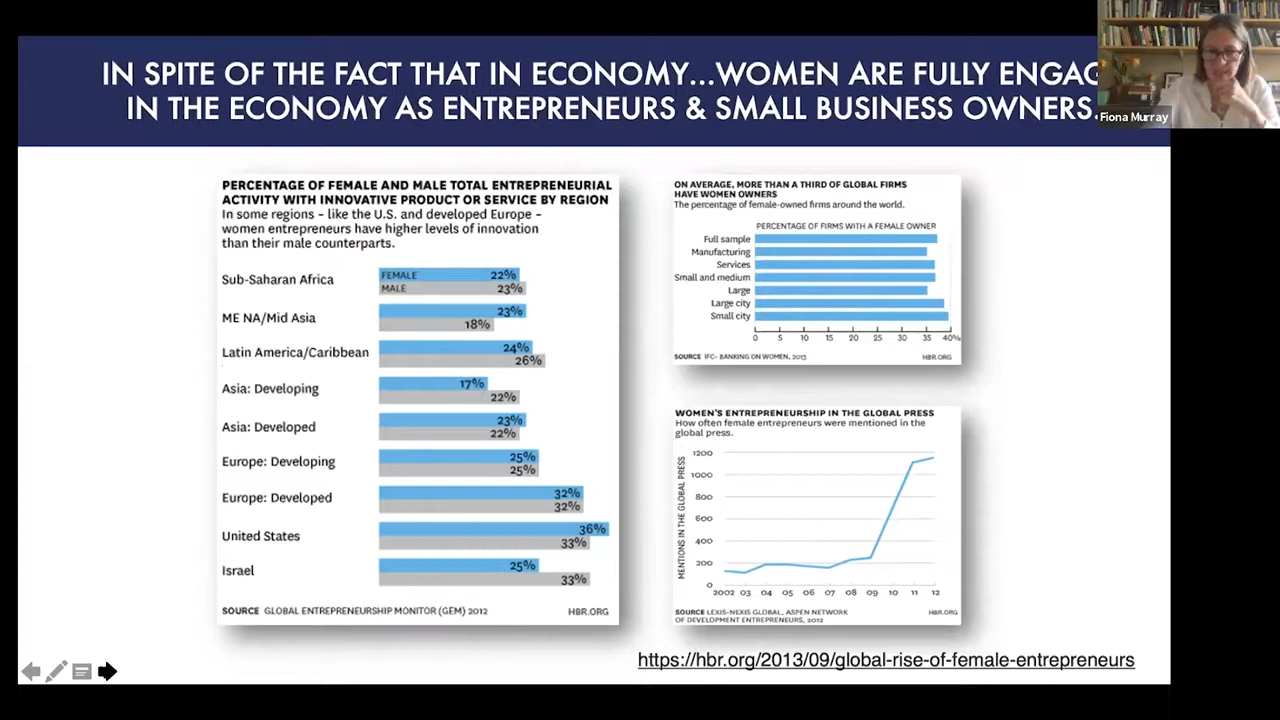 IN SPITE OF THE FACT THAT IN ECONOMY...WOMEN ARE FULLY ENGAG
IN THE ECONOMY AS ENTREPRENEURS & SMALL BUSINESS OWNERS.
Fiona Murray
PERCENTAGE OF FEMALE AND MALE TOTAL ENTREPRENEURIAL
ACTIVITY WITH INNOVATIVE PRODUCT OR SERVICE BY REGION
In some regions – like the U.S. and developed Europe –
women entrepreneurs have higher levels of innovation
than their male counterparts.
Sub-Saharan Africa
FEMALE 22%
MALE 23%
ME NA/Mid Asia
23%
18%
Latin America/Caribbean
24%
26%
Asia: Developing
17%
22%
Asia: Developed
23%
22%
Europe: Developing
25%
25%
Europe: Developed
32%
32%
United States
36%
33%
Israel
25%
33%
SOURCE GLOBAL ENTREPRENEURSHIP MONITOR (GEM) 2012 HBR.ORG
ON AVERAGE, MORE THAN A THIRD OF GLOBAL FIRMS
HAVE WOMEN OWNERS
The percentage of female-owned firms around the world.
PERCENTAGE OF FIRMS WITH A FEMALE OWNER
Full sample
Manufacturing
Services
Small and medium
Large
Large city
Small city
0 5 10 15 20 25 30 35 40%
SOURCE IFC- BANKING ON WOMEN, 2013 HBR.ORG
WOMEN'S ENTREPRENEURSHIP IN THE GLOBAL PRESS
How often female entrepreneurs were mentioned in the
global press.
MENTIONS IN THE GLOBAL PRESS
1200
1000
800
600
400
200
0
2002 03 04 05 06 07 08 09 10 11 12
SOURCE LEXIS-NEXIS GLOBAL, ASPEN NETWORK
OF DEVELOPMENT ENTREPRENEURS, 2012
HBR.ORG
https://hbr.org/2013/09/global-rise-of-female-entrepreneurs